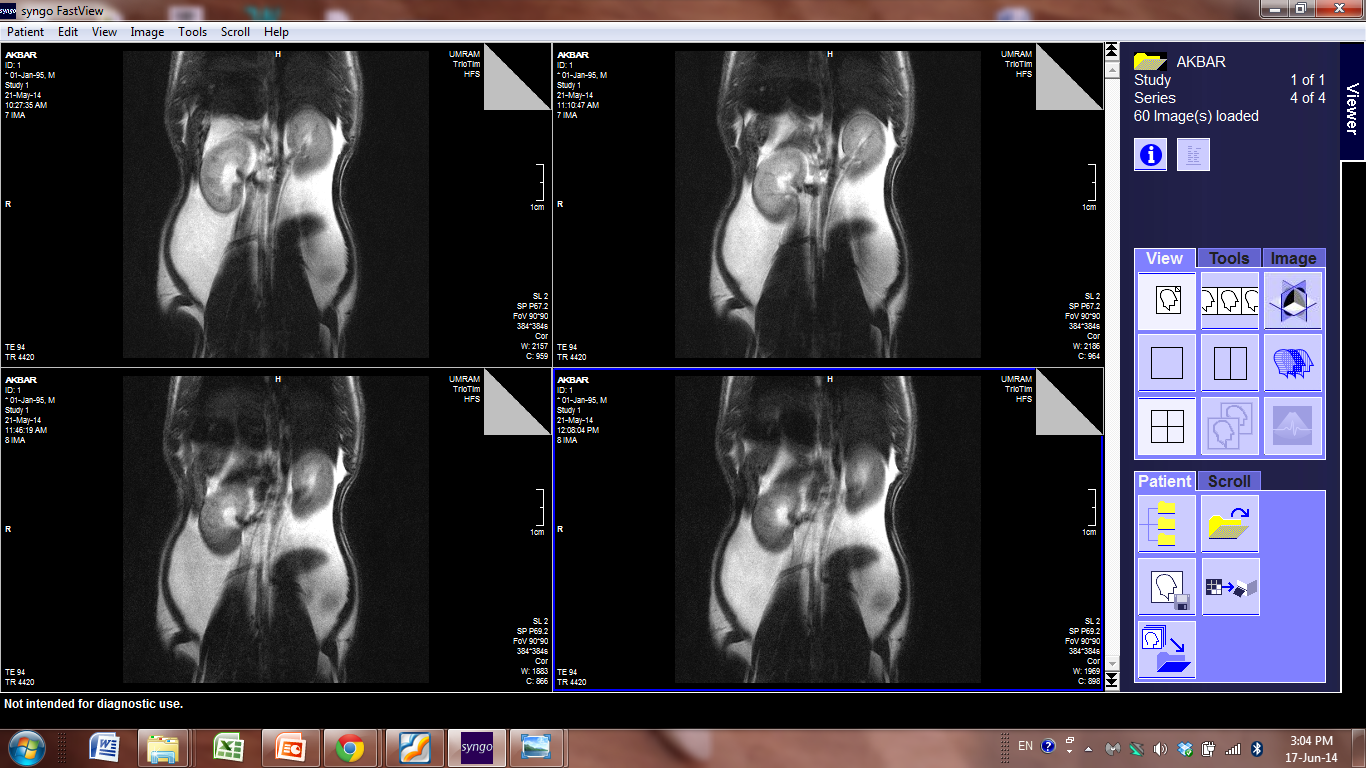 syngo FastView
Patient Edit View Image Tools Scroll Help
AKBAR
ID: 1
* 01-Jan-95, M
Study 1
21-May-14
10:27:35 AM
7 IMA
H
UMRAM
TrioTim
HFS
R
1cm
TE 94
TR 4420
SL 2
SP P67.2
FoV 90*90
384*384s
Cor
W: 2157
C: 959
AKBAR
ID: 1
* 01-Jan-95, M
Study 1
21-May-14
11:10:47 AM
7 IMA
H
UMRAM
TrioTim
HFS
R
1cm
TE 94
TR 4420
SL 2
SP P67.2
FoV 90*90
384*384s
Cor
W: 2186
C: 964
AKBAR
ID: 1
* 01-Jan-95, M
Study 1
21-May-14
11:46:19 AM
8 IMA
H
UMRAM
TrioTim
HFS
R
1cm
TE 94
TR 4420
SL 2
SP P69.2
FoV 90*90
384*384s
Cor
W: 1883
C: 866
AKBAR
ID: 1
* 01-Jan-95, M
Study 1
21-May-14
12:08:04 PM
8 IMA
H
UMRAM
TrioTim
HFS
R
1cm
TE 94
TR 4420
SL 2
SP P69.2
FoV 90*90
384*384s
Cor
W: 1969
C: 898
AKBAR
Study 1 of 1
Series 4 of 4
60 Image(s) loaded
Viewer
View Tools Image
Patient Scroll
Not intended for diagnostic use.
syngo
EN
3:04 PM
17-Jun-14